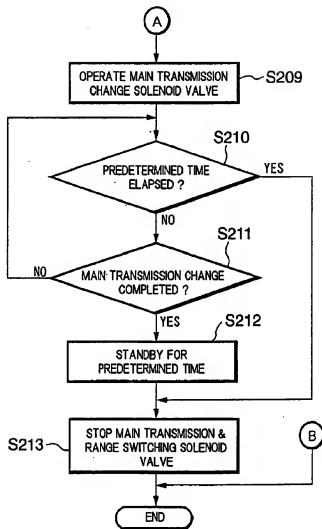 A
OPERATE MAIN TRANSMISSION
CHANGE SOLENOID VALVE
S209
S210
PREDETERMINED TIME
ELAPSED ?
YES
NO
S211
MAIN TRANSMISSION CHANGE
COMPLETED ?
NO
YES
S212
STANDBY FOR
PREDETERMINED TIME
S213
STOP MAIN TRANSMISSION &
RANGE SWITCHING SOLENOID
VALVE
B
END